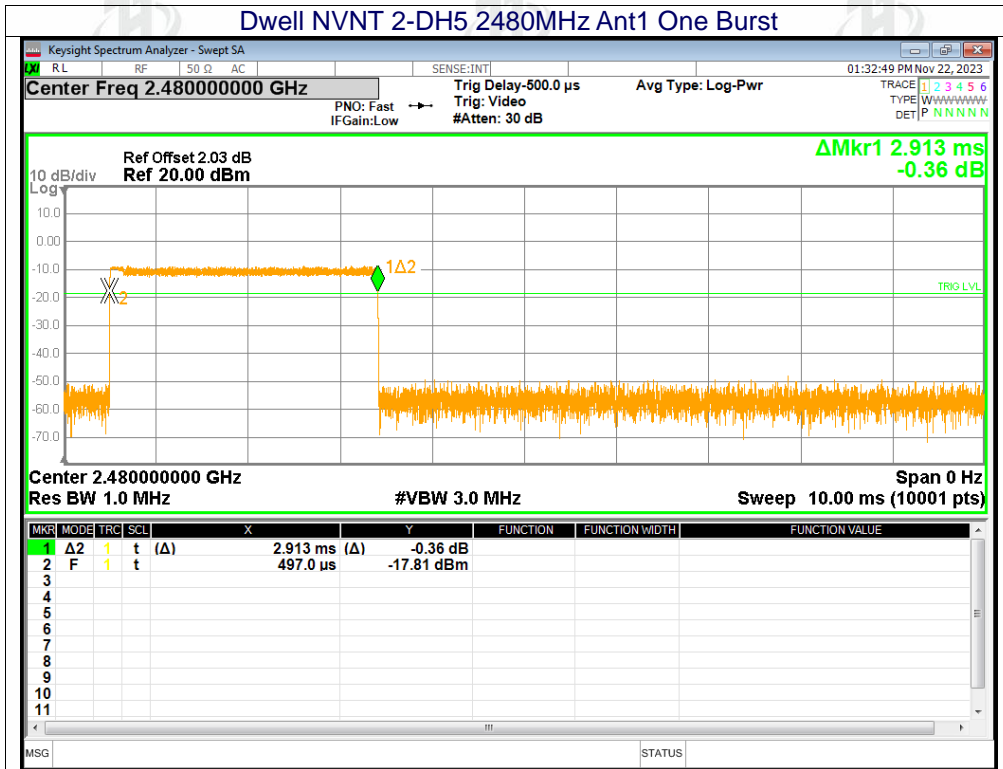 Dwell NVNT 2-DH5 2480MHz Ant1 One Burst
Keysight Spectrum Analyzer - Swept SA
LXI RL RF 50 Ω AC SENSE:INT 01:32:49 PM Nov 22, 2023
Center Freq 2.480000000 GHz Trig Delay-500.0 µs Avg Type: Log-Pwr TRACE 1 2 3 4 5 6
PNO: Fast Trig: Video TYPE WWWWWWW
IFGain:Low #Atten: 30 dB DET P N N N N N
ΔMkr1 2.913 ms
-0.36 dB
Ref Offset 2.03 dB
10 dB/div Ref 20.00 dBm
Log
10.0
0.00
-10.0
1Δ2
TRIG LVL
2
-20.0
-30.0
-40.0
-50.0
-60.0
-70.0
Center 2.480000000 GHz Span 0 Hz
Res BW 1.0 MHz #VBW 3.0 MHz Sweep 10.00 ms (10001 pts)
MKR MODE TRC SCL X Y FUNCTION FUNCTION WIDTH FUNCTION VALUE
1 Δ2 1 t (Δ) 2.913 ms (Δ) -0.36 dB
2 F 1 t 497.0 µs -17.81 dBm
3
4
5
6
7
8
9
10
11
MSG STATUS